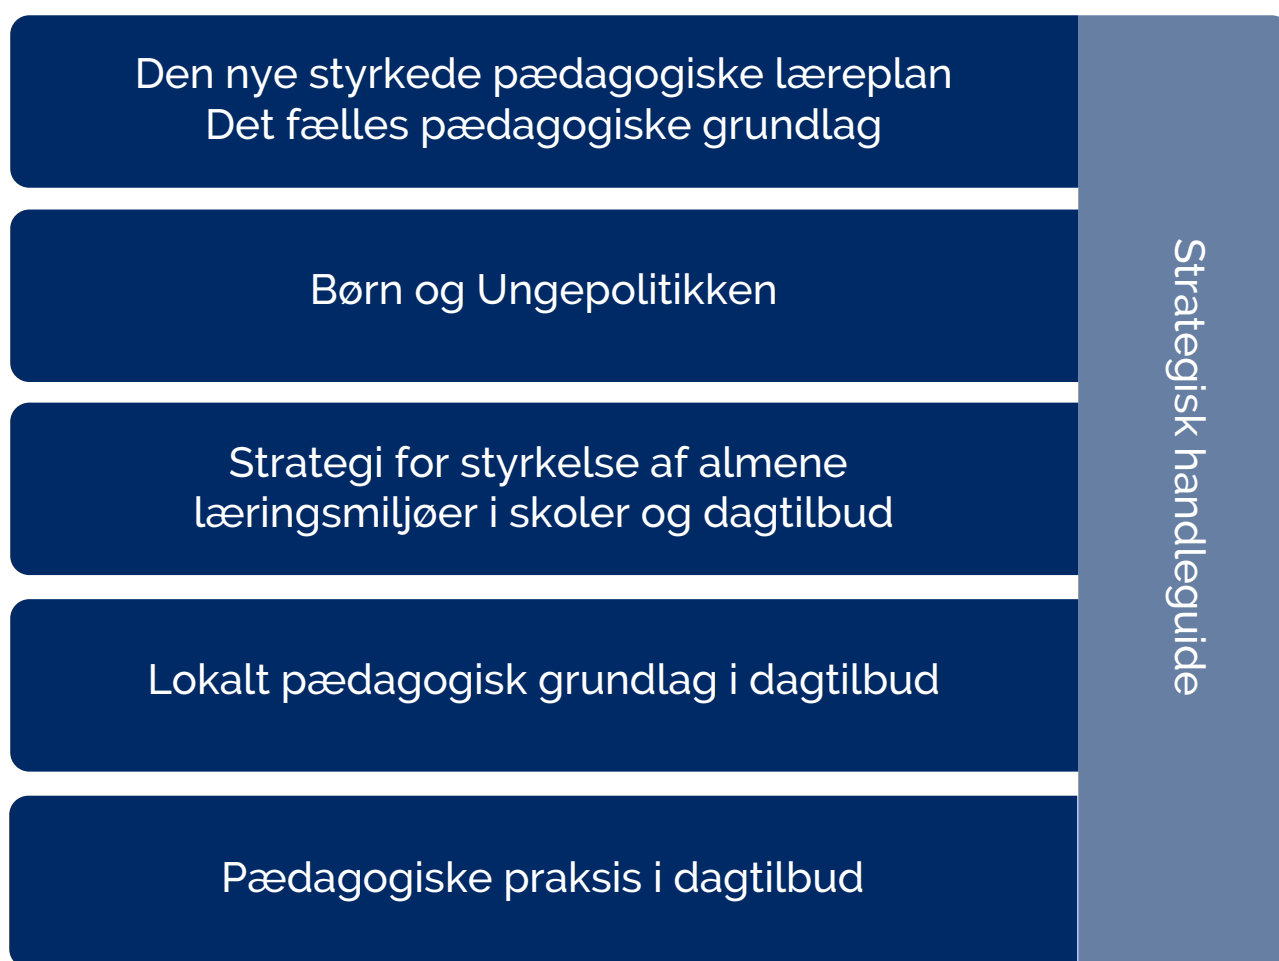 Den nye styrkede pædagogiske læreplan
Det fælles pædagogiske grundlag
Børn og Ungepolitikken
Strategi for styrkelse af almene
læringsmiljøer i skoler og dagtilbud
Lokalt pædagogisk grundlag i dagtilbud
Pædagogiske praksis i dagtilbud
Strategisk handleguide